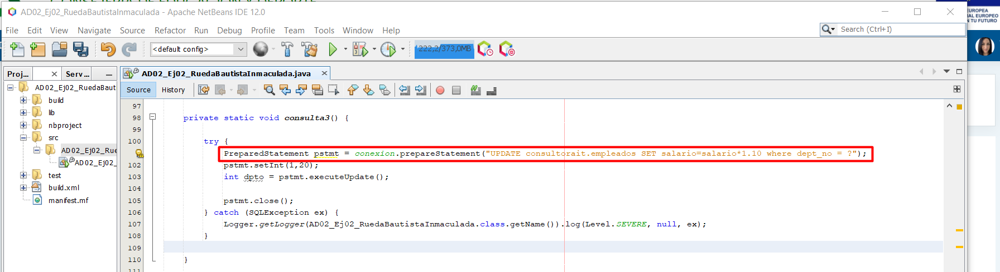 AD02_Ej02_RuedaBautistaInmaculada - Apache NetBeans IDE 12.0
EUROPEA
AL EUROPEO
N TU FUTURO
File Edit View Navigate Source Refactor Run Debug Profile Team Tools Window Help
Search (Ctrl+I)
<default config>
222,2/373,0MB
Proj...
Serv...
AD02_Ej02_RuedaBautistaInmaculada.java
AD02_Ej02_RuedaBaut
build
lib
nbproject
src
AD02_Ej02_Rue
AD02_Ej02_
test
build.xml
manifest.mf
Source History
97
98 private static void consulta3() {
99
100 try {
PreparedStatement pstmt = conexion.prepareStatement("UPDATE consultorait.empleados SET salario=salario*1.10 where dept_no = ?");
102 pstmt.setInt(1,20);
103 int dpto = pstmt.executeUpdate();
104
105 pstmt.close();
106 } catch (SQLException ex) {
107 Logger.getLogger(AD02_Ej02_RuedaBautistaInmaculada.class.getName()).log(Level.SEVERE, null, ex);
108 }
109
110 }
111